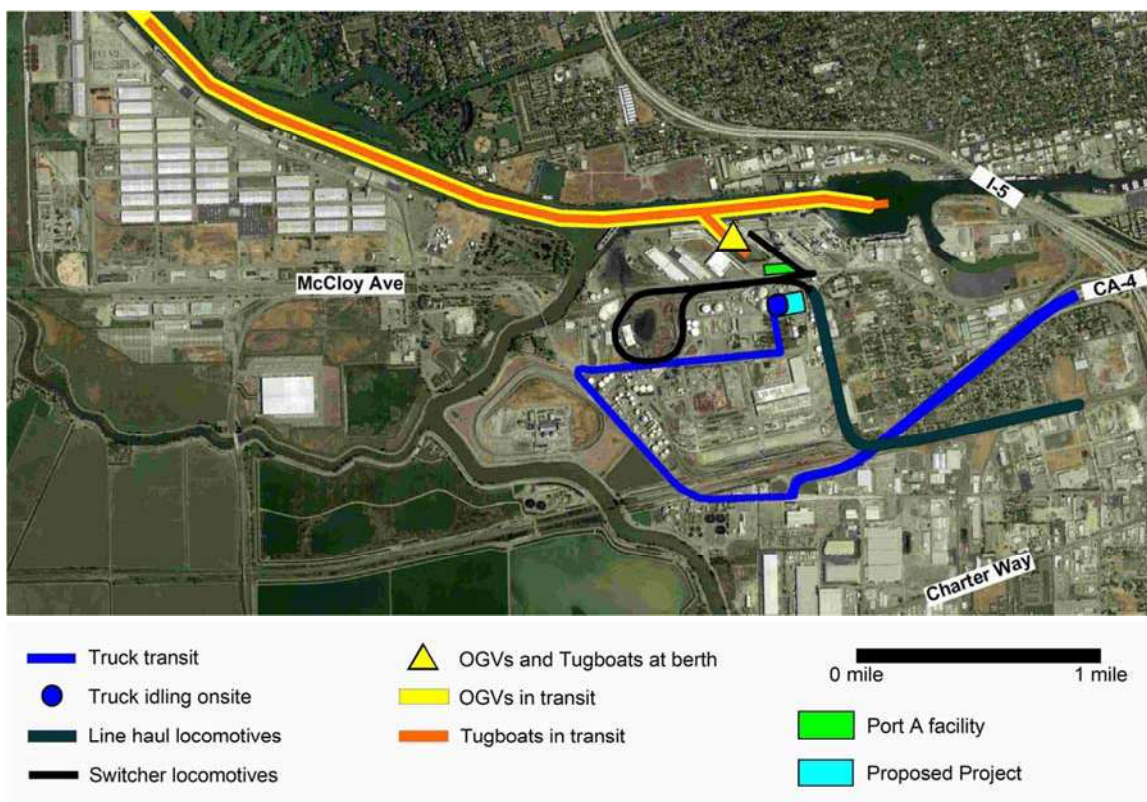 I-5
McCloy Ave
CA-4
Charter Way
Truck transit
Truck idling onsite
Line haul locomotives
Switcher locomotives
OGVs and Tugboats at berth
OGVs in transit
Tugboats in transit
0 mile 1 mile
Port A facility
Proposed Project